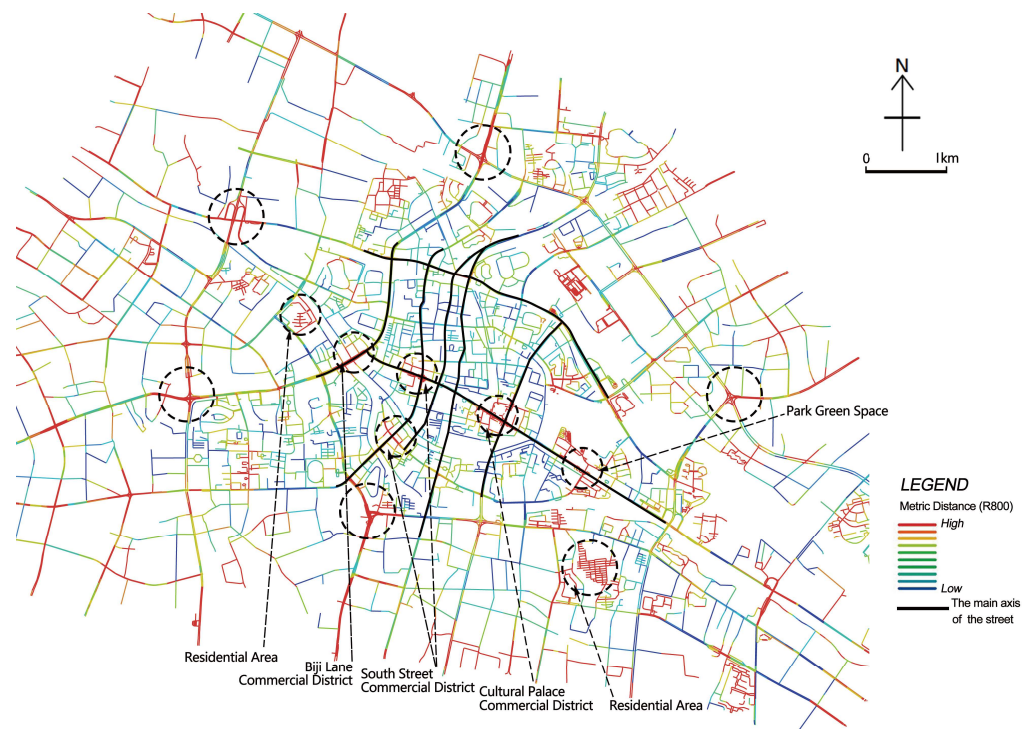 N
0 1km
Park Green Space
LEGEND
Metric Distance (R800)
High
Low
The main axis
of the street
Residential Area
Biji Lane
Commercial District
South Street
Commercial District
Cultural Palace
Commercial District
Residential Area